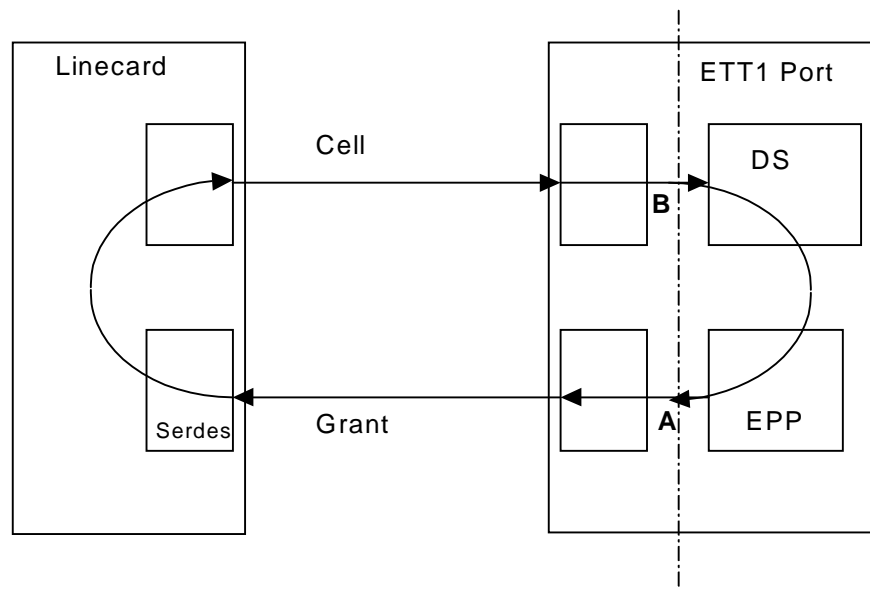 Linecard
ETT1 Port
Cell
DS
B
A
Grant
EPP
Serdes